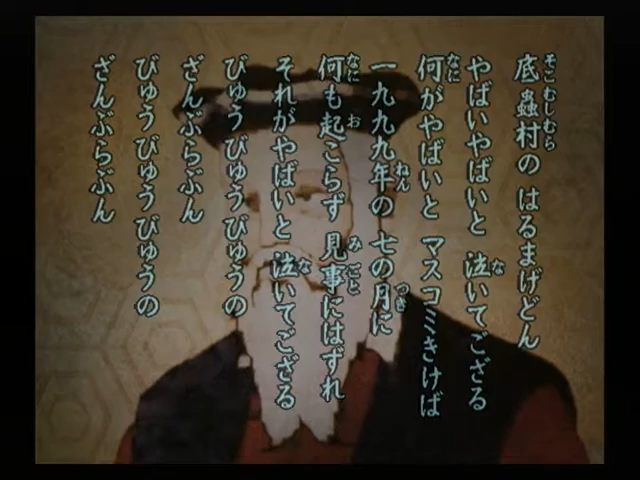 底蟲村の はるまげどん
やばいやばいと 泣いてござる
何がやばいと マスコミきけば
一九九九年の 七の月に
何も起こらず 見事にはずれ
それがやばいと 泣いてござる
びゅうびゅうびゅうの
ざんぶらぶん
びゅうびゅうびゅうの
ざんぶらぶん